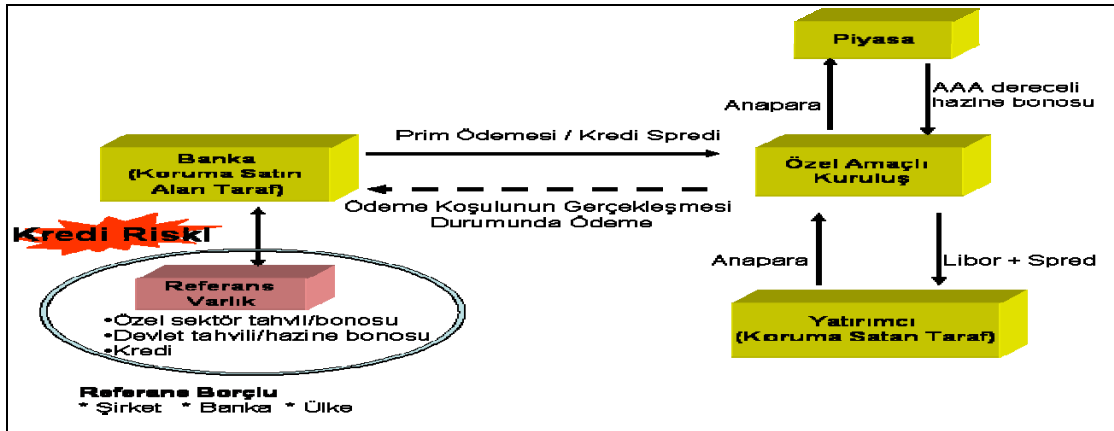 Piyasa
Anapara
AAA dereceli
hazine bonosu
Prim Ödemesi / Kredi Spredi
Banka
(Koruma Satın
Alan Taraf)
Özel Amaçlı
Kuruluş
Ödeme Koşulunun Gerçekleşmesi
Durumunda Ödeme
Kredi Riski
Anapara
Libor + Spred
Referans
Varlık
•Özel sektör tahvil/bonosu
•Devlet tahvili/hazine bonosu
•Kredi
Yatırımcı
(Koruma Satan Taraf)
Referans Borçlu
* Şirket * Banka * Ülke